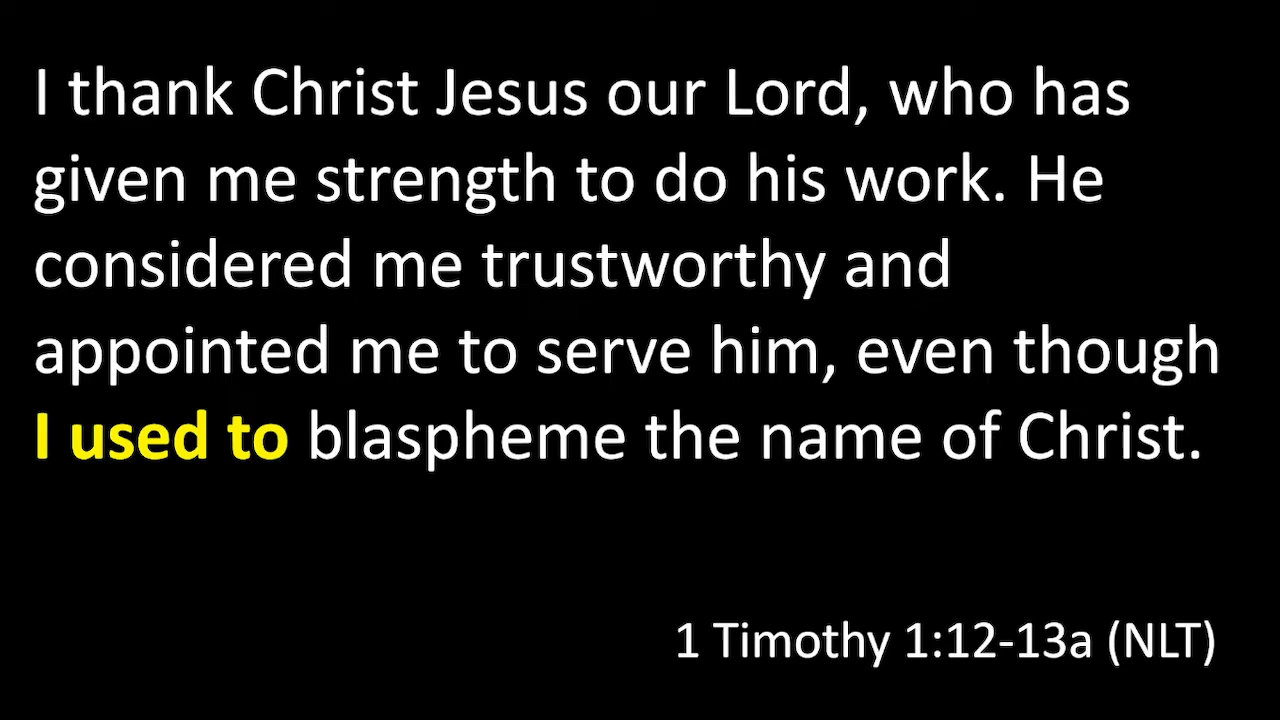 I thank Christ Jesus our Lord, who has
given me strength to do his work. He
considered me trustworthy and
appointed me to serve him, even though
I used to blaspheme the name of Christ.
1 Timothy 1:12-13a (NLT)